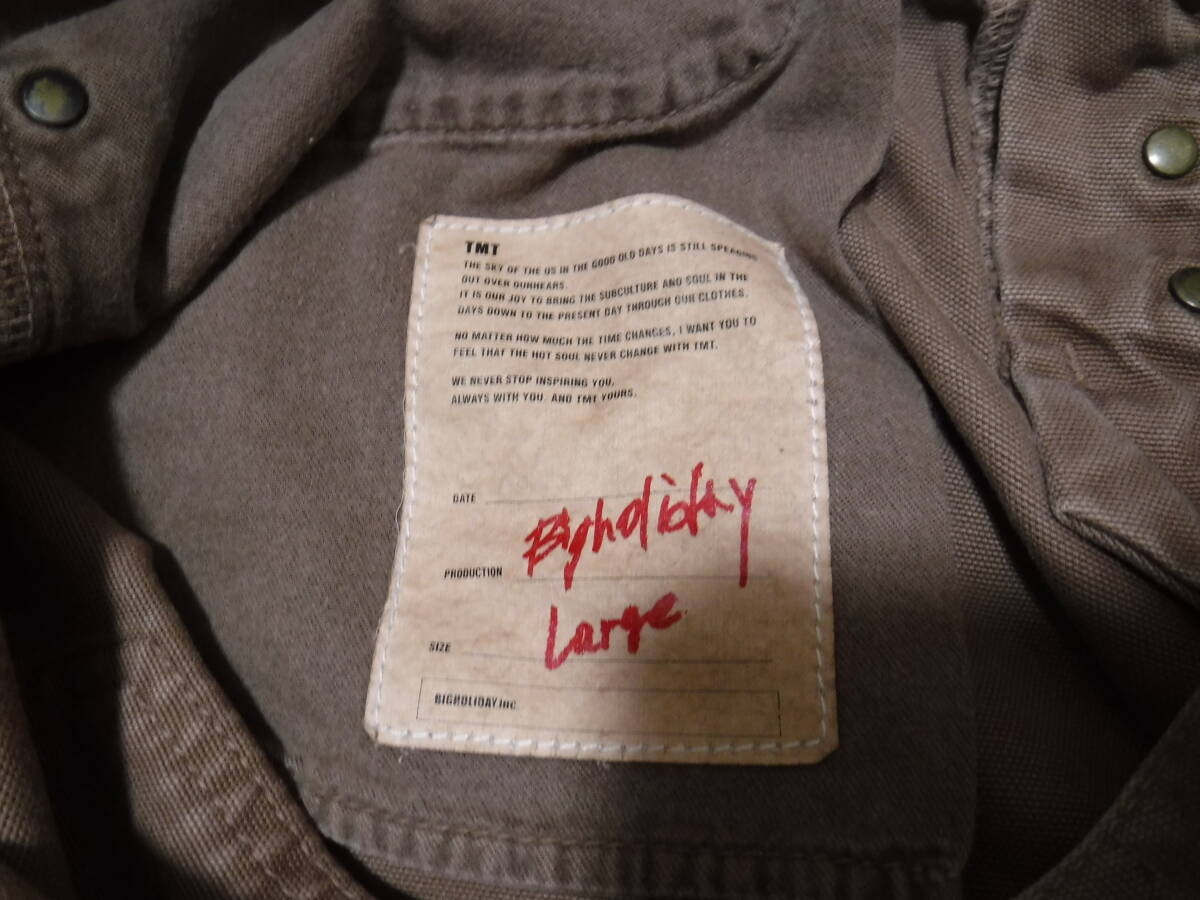 TMT
THE SKY OF THE US IN THE GOOD OLD DAYS IS STILL SPREADING
OUT OVER OURHEARS.
IT IS OUR JOY TO BRING THE SUBCULTURE AND SOUL IN THE
DAYS DOWN TO THE PRESENT DAY THROUGH OUR CLOTHES.
NO MATTER HOW MUCH THE TIME CHANGES, I WANT YOU TO
FEEL THAT THE HOT SOUL NEVER CHANGE WITH TMT.
WE NEVER STOP INSPIRING YOU,
ALWAYS WITH YOU. AND TMT YOURS.
DATE
PRODUCTION Bigholiday
SIZE Large
BIGHOLIDAY.inc.